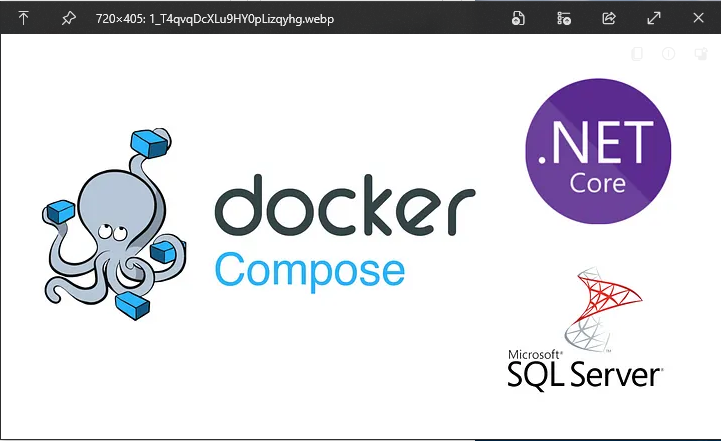 720×405: 1_T4qvqDcXLu9HY0pLizqyhg.webp
docker
Compose
.NET
Core
Microsoft®
SQL Server®